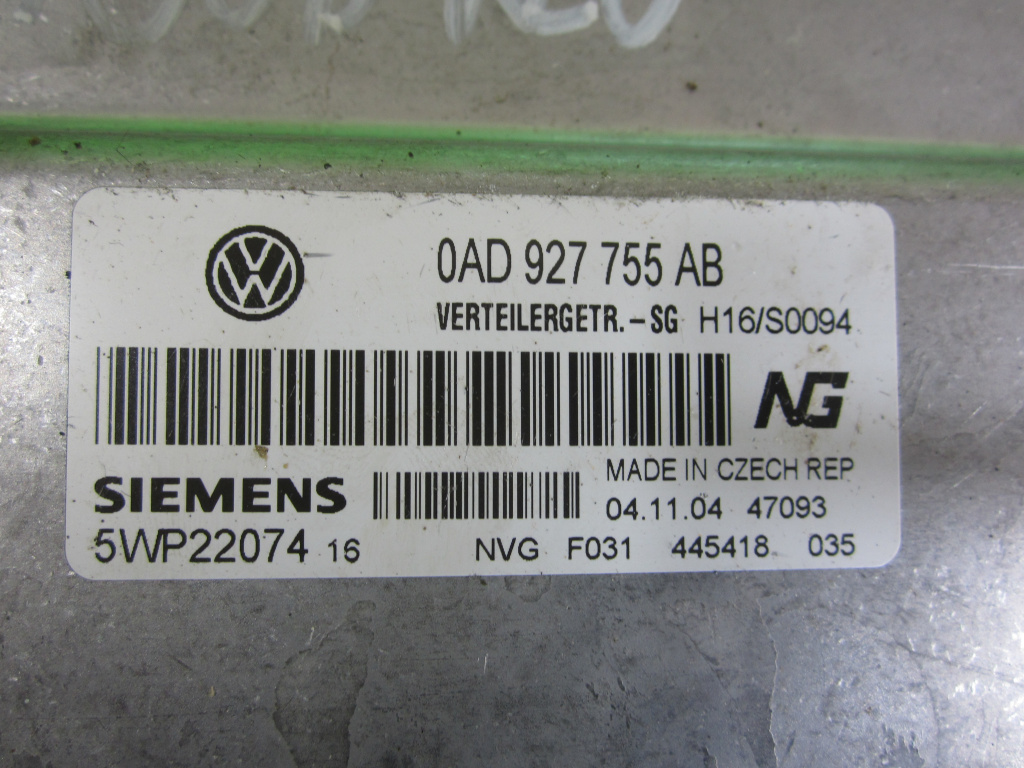 0AD 927 755 AB
VERTEILERGETR.-SG H16/S0094
NG
MADE IN CZECH REP
SIEMENS
04.11.04 47093
5WP22074 16
NVG F031 445418 035